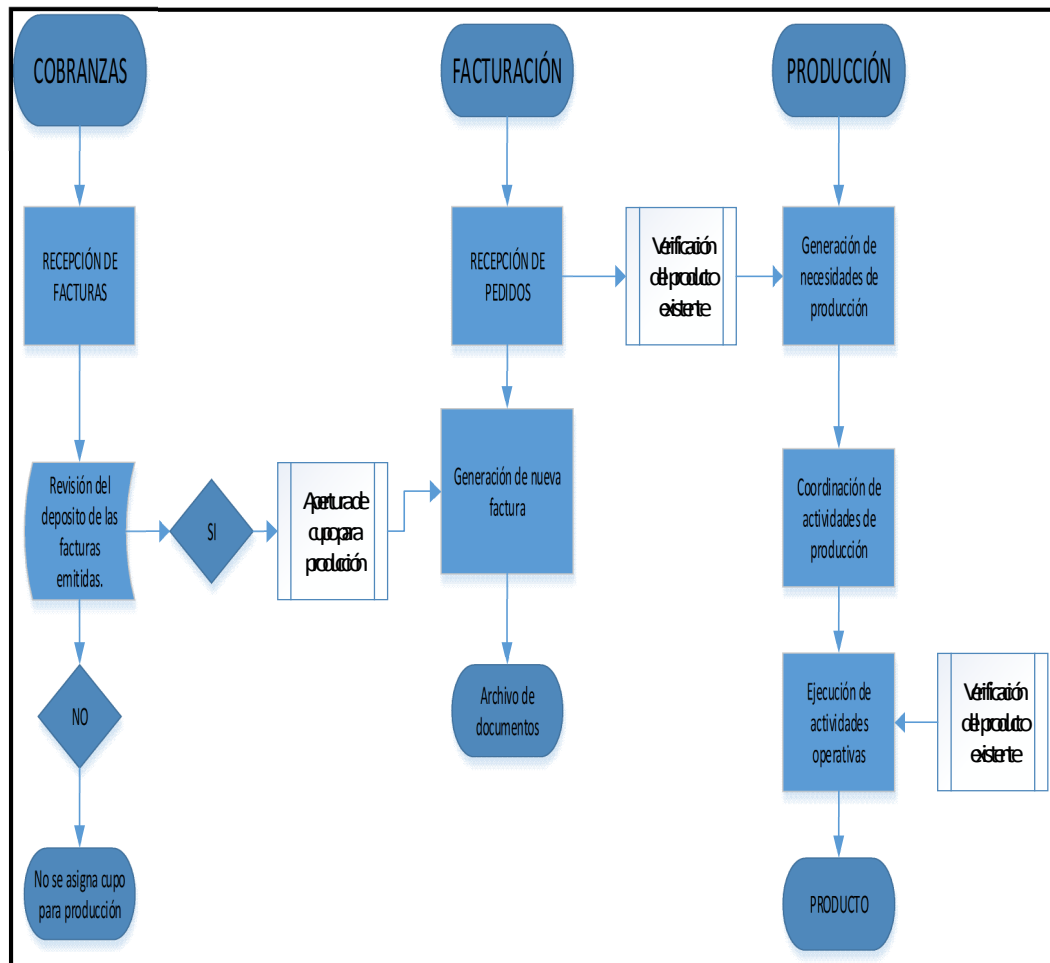 COBRANZAS
FACTURACIÓN
PRODUCCIÓN
RECEPCIÓN DE
FACTURAS
RECEPCIÓN DE
PEDIDOS
Verificación
del producto
existente
Generación de
necesidades de
producción
Revisión del
deposito de las
facturas
emitidas.
SI
Apertura de
cupo para
producción
Generación de nueva
factura
Coordinación de
actividades de
producción
NO
Archivo de
documentos
Ejecución de
actividades
operativas
Verificación
del producto
existente
No se asigna cupo
para producción
PRODUCTO